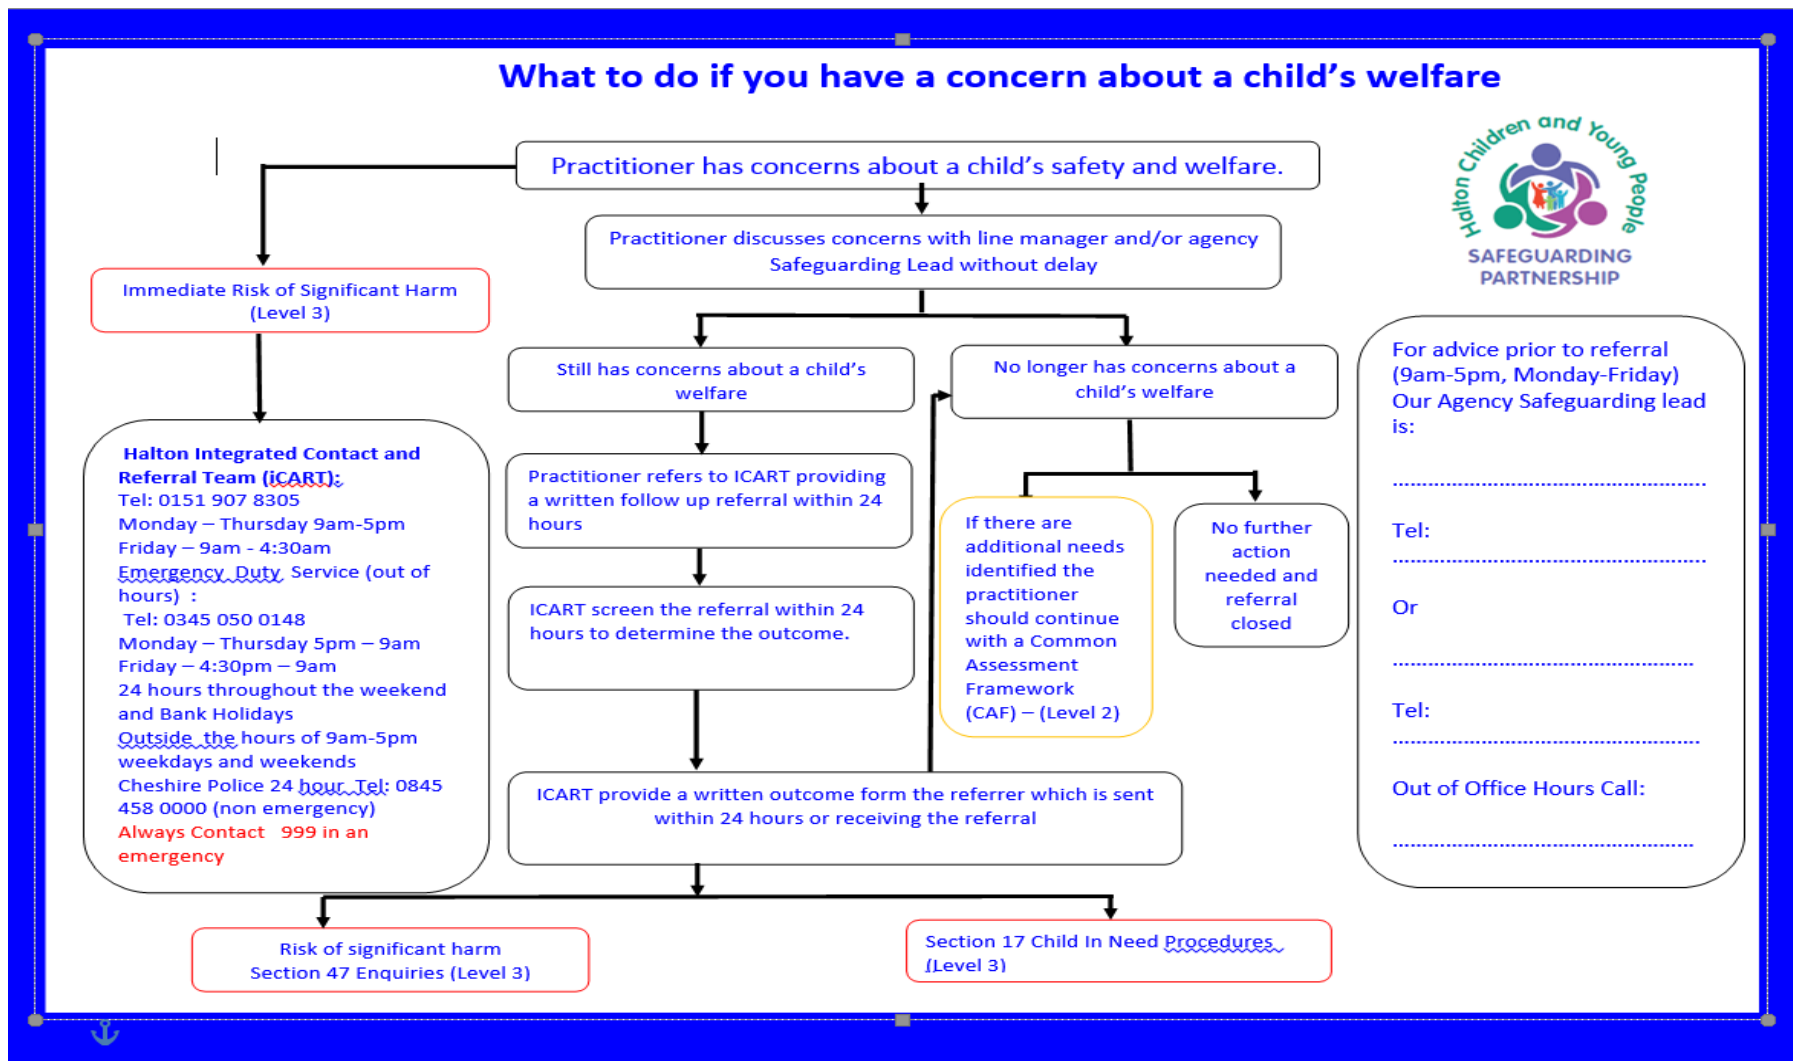 What to do if you have a concern about a child’s welfare
Halton Children and Young People
SAFEGUARDING
PARTNERSHIP
Practitioner has concerns about a child’s safety and welfare.
Practitioner discusses concerns with line manager and/or agency
Safeguarding Lead without delay
Immediate Risk of Significant Harm
(Level 3)
Halton Integrated Contact and
Referral Team (iCART):
Tel: 0151 907 8305
Monday – Thursday 9am-5pm
Friday – 9am - 4:30am
Emergency Duty Service (out of
hours) :
Tel: 0345 050 0148
Monday – Thursday 5pm – 9am
Friday – 4:30pm – 9am
24 hours throughout the weekend
and Bank Holidays
Outside the hours of 9am-5pm
weekdays and weekends
Cheshire Police 24 hour Tel: 0845
458 0000 (non emergency)
Always Contact 999 in an
emergency
Still has concerns about a child’s
welfare
Practitioner refers to ICART providing
a written follow up referral within 24
hours
ICART screen the referral within 24
hours to determine the outcome.
ICART provide a written outcome form the referrer which is sent
within 24 hours or receiving the referral
No longer has concerns about a
child’s welfare
If there are
additional needs
identified the
practitioner
should continue
with a Common
Assessment
Framework
(CAF) – (Level 2)
No further
action
needed and
referral
closed
Risk of significant harm
Section 47 Enquiries (Level 3)
Section 17 Child In Need Procedures
(Level 3)
For advice prior to referral
(9am-5pm, Monday-Friday)
Our Agency Safeguarding lead
is:
......................................................
Tel:
......................................................
Or
....................................................
Tel:
.....................................................
Out of Office Hours Call:
....................................................